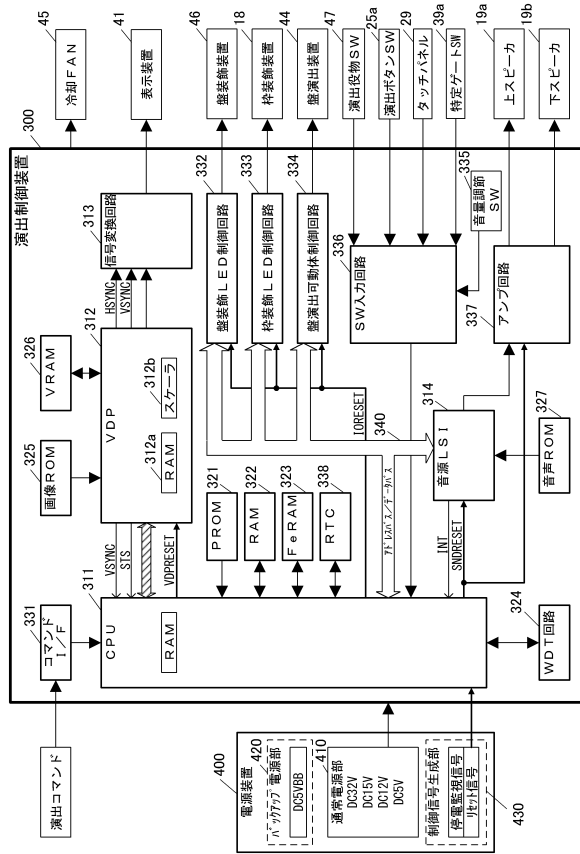 演出制御装置
300
演出コマンド
331
コマンド
I/F
311
CPU
RAM
VSYNC
STS
VDPRESET
325
画像ROM
326
VRAM
312
VDP
312a
RAM
312b
スケーラ
HSYNC
VSYNC
313
信号変換回路
45
冷却FAN
41
表示装置
46
盤装飾装置
18
枠装飾装置
44
盤演出装置
47
演出役物SW
25a
演出ボタンSW
29
タッチパネル
39a
特定ゲートSW
19a
上スピーカ
19b
下スピーカ
332
盤装飾LED制御回路
333
枠装飾LED制御回路
334
盤演出可動体制御回路
335
音量調節
SW
336
SW入力回路
337
アンプ回路
321
PROM
322
RAM
323
FeRAM
338
RTC
IORESET
340
アドレスバス/データバス
314
音源LSI
INT
SNDRESET
327
音声ROM
324
WDT回路
400
電源装置
420
バックアップ電源部
DC5VBB
410
通常電源部
DC32V
DC15V
DC12V
DC5V
制御信号生成部
停電監視信号
リセット信号
430